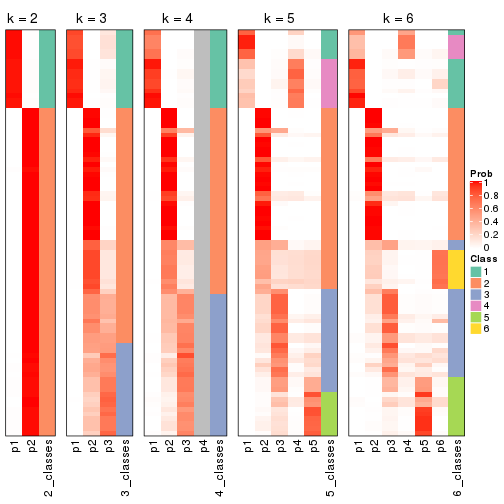 k = 2
k = 3
k = 4
k = 5
k = 6
p1
p2
2_classes
p1
p2
p3
3_classes
p1
p2
p3
p4
4_classes
p1
p2
p3
p4
p5
5_classes
p1
p2
p3
p4
p5
p6
6_classes
Prob
1
0.8
0.6
0.4
0.2
0
Class
1
2
3
4
5
6